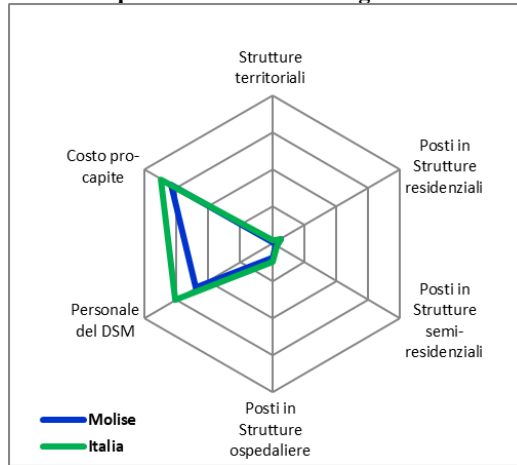 Strutture
territoriali
Costo pro-
capite
Posti in
Strutture
residenziali
Personale
del DSM
Posti in
Strutture
semi-
residenziali
Posti in
Strutture
ospedaliere
Molise
Italia